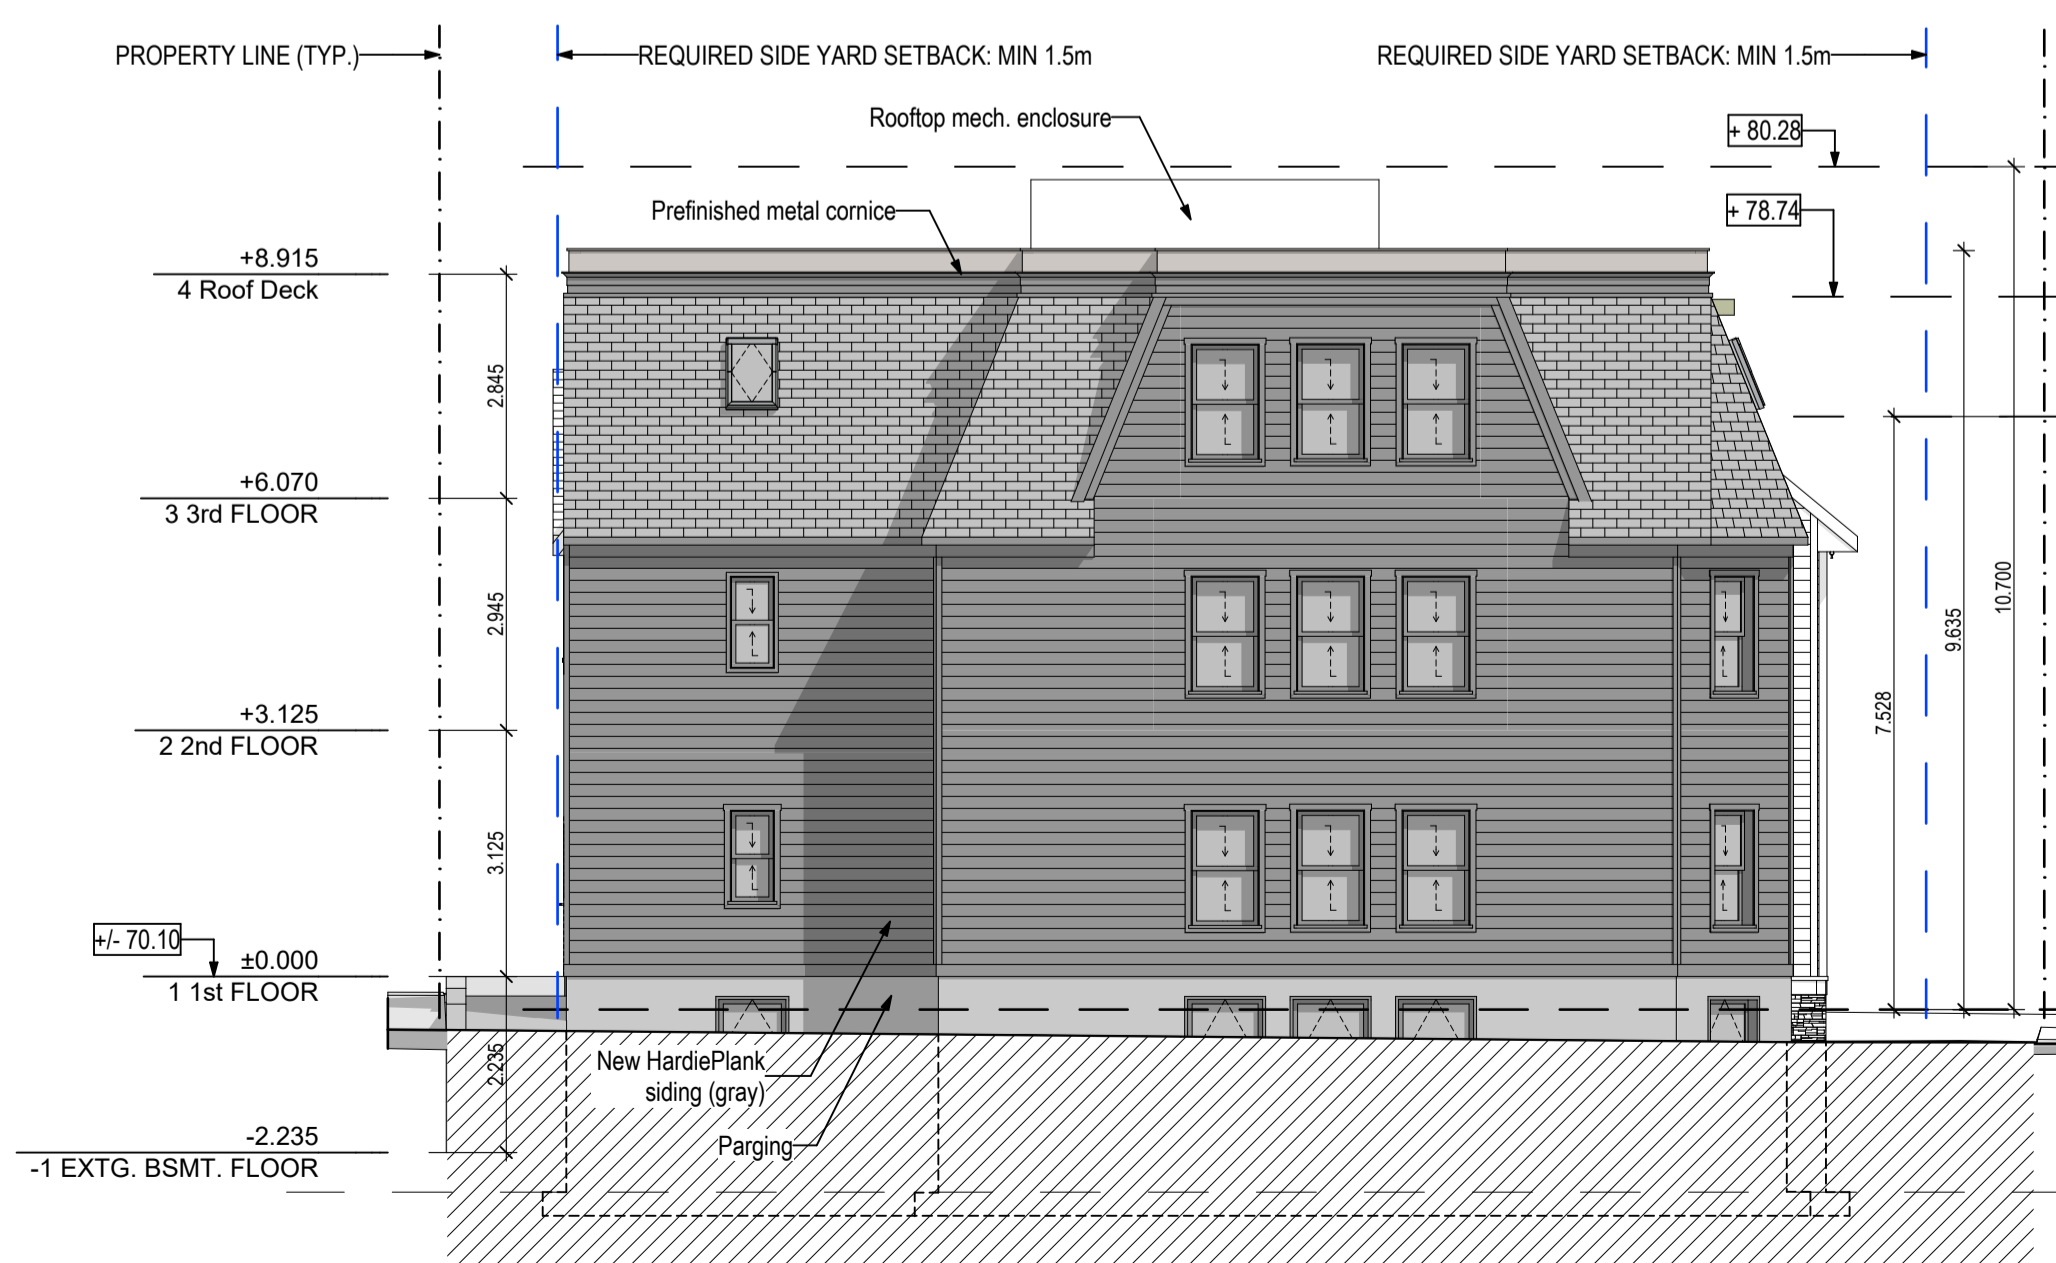 PROPERTY LINE (TYP.)
REQUIRED SIDE YARD SETBACK: MIN 1.5m
REQUIRED SIDE YARD SETBACK: MIN 1.5m
Rooftop mech. enclosure
+ 80.28
Prefinished metal cornice
+ 78.74
+8.915
4 Roof Deck
2.845
+6.070
3 3rd FLOOR
2.945
10.700
9.635
7.528
+3.125
2 2nd FLOOR
3.125
+/- 70.10
±0.000
1 1st FLOOR
2.235
New HardiePlank
siding (gray)
Parging
-2.235
-1 EXTG. BSMT. FLOOR